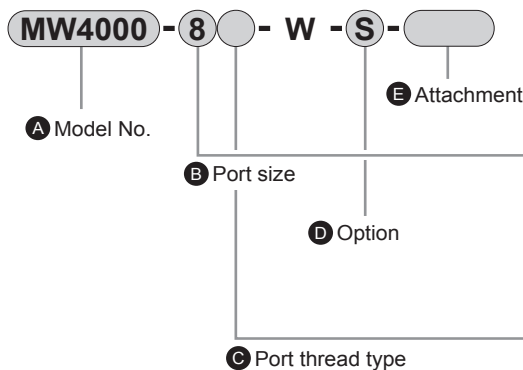 MW4000 - 8 - W - S -
E Attachment
A Model No.
B Port size
D Option
C Port thread type